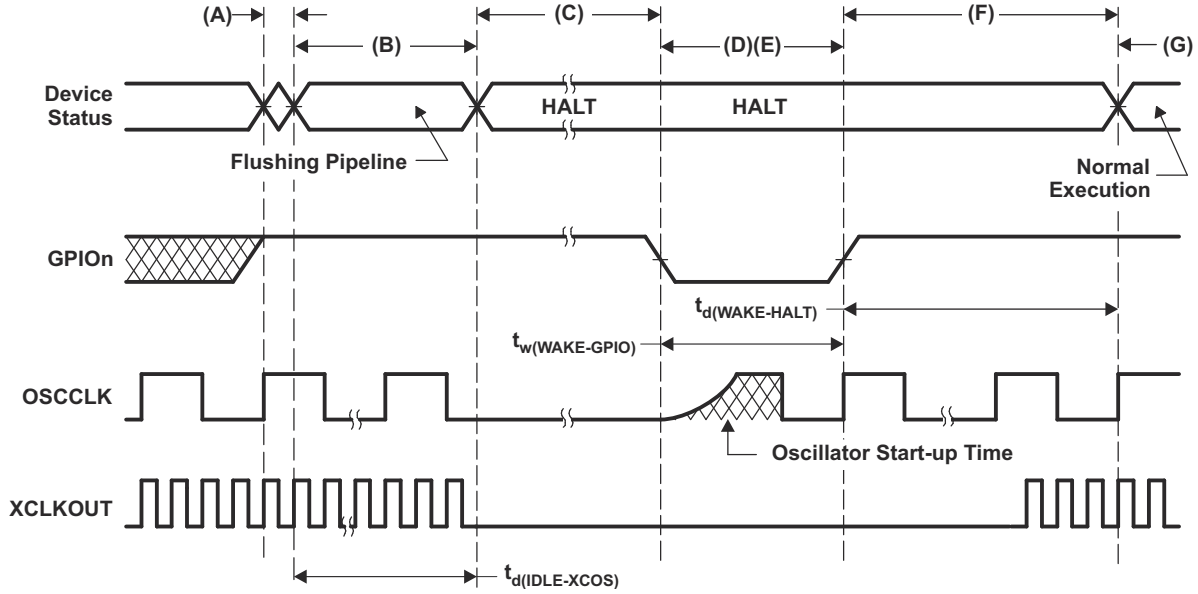 (A)
(B)
(C)
(D)(E)
(F)
(G)
Device
Status
HALT
HALT
Flushing Pipeline
Normal
Execution
GPIOn
td(WAKE-HALT)
tw(WAKE-GPIO)
OSCCLK
Oscillator Start-up Time
XCLKOUT
td(IDLE-XCOS)